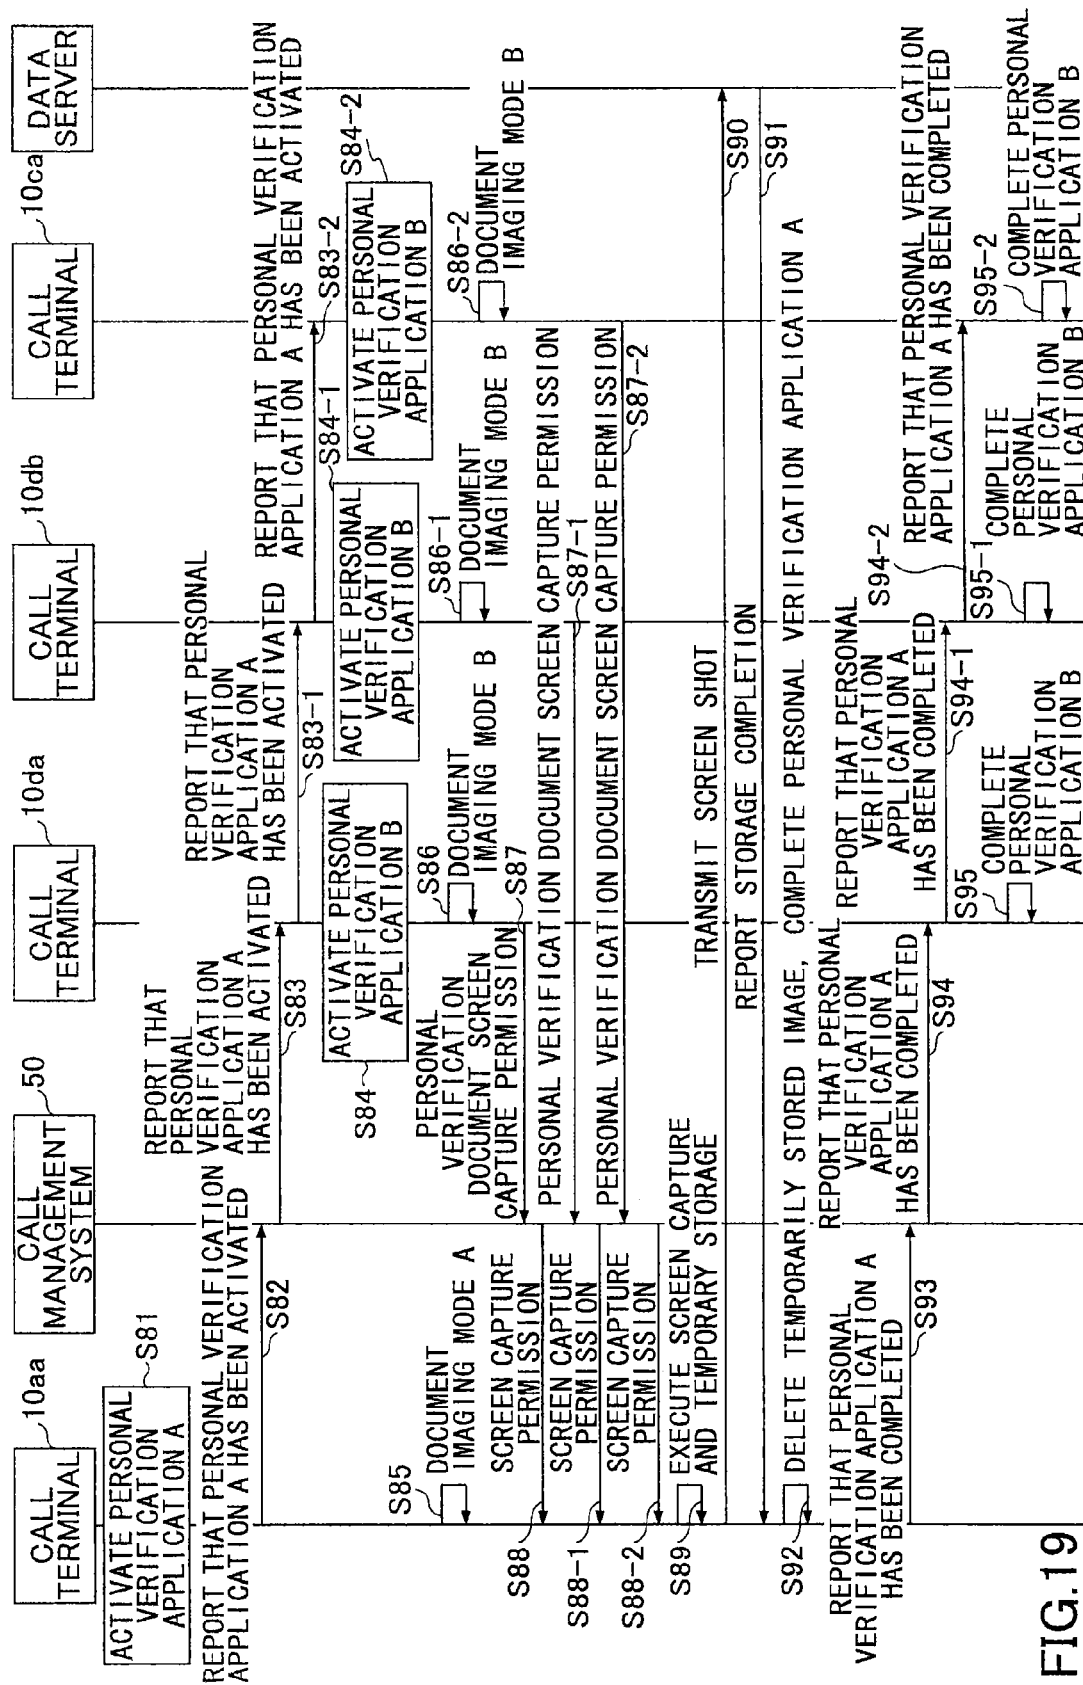 CALL
TERMINAL
10aa
CALL
MANAGEMENT
SYSTEM
50
CALL
TERMINAL
10da
CALL
TERMINAL
10db
CALL
TERMINAL
10ca
DATA
SERVER
ACTIVATE PERSONAL
VERIFICATION
APPLICATION A
S81
REPORT THAT PERSONAL VERIFICATION
APPLICATION A HAS BEEN ACTIVATED
S82
REPORT THAT
PERSONAL
VERIFICATION
APPLICATION A
HAS BEEN ACTIVATED
S83
REPORT THAT PERSONAL
VERIFICATION
APPLICATION A
HAS BEEN ACTIVATED
S83-1
REPORT THAT PERSONAL VERIFICATION
APPLICATION A HAS BEEN ACTIVATED
S83-2
ACTIVATE PERSONAL
VERIFICATION
APPLICATION B
S84
ACTIVATE PERSONAL
VERIFICATION
APPLICATION B
S84-1
ACTIVATE PERSONAL
VERIFICATION
APPLICATION B
S84-2
S85
DOCUMENT
IMAGING MODE A
S86
DOCUMENT
IMAGING MODE B
S86-1
DOCUMENT
IMAGING MODE B
S86-2
DOCUMENT
IMAGING MODE B
PERSONAL
VERIFICATION
DOCUMENT SCREEN
CAPTURE PERMISSION
S87
SCREEN CAPTURE
PERMISSION
S88
PERSONAL VERIFICATION DOCUMENT SCREEN CAPTURE PERMISSION
S87-1
SCREEN CAPTURE
PERMISSION
S88-1
PERSONAL VERIFICATION DOCUMENT SCREEN CAPTURE PERMISSION
S87-2
SCREEN CAPTURE
PERMISSION
S88-2
EXECUTE SCREEN CAPTURE
AND TEMPORARY STORAGE
S89
TRANSMIT SCREEN SHOT
S90
REPORT STORAGE COMPLETION
S91
DELETE TEMPORARILY STORED IMAGE, COMPLETE PERSONAL VERIFICATION APPLICATION A
S92
REPORT THAT PERSONAL
VERIFICATION APPLICATION A
HAS BEEN COMPLETED
S93
REPORT THAT PERSONAL
VERIFICATION
APPLICATION A
HAS BEEN COMPLETED
S94
REPORT THAT PERSONAL
VERIFICATION
APPLICATION A
HAS BEEN COMPLETED
S94-1
REPORT THAT PERSONAL VERIFICATION
APPLICATION A HAS BEEN COMPLETED
S94-2
S95
COMPLETE
PERSONAL
VERIFICATION
APPLICATION B
S95-1
COMPLETE
PERSONAL
VERIFICATION
APPLICATION B
S95-2
COMPLETE PERSONAL
VERIFICATION
APPLICATION B
FIG.19